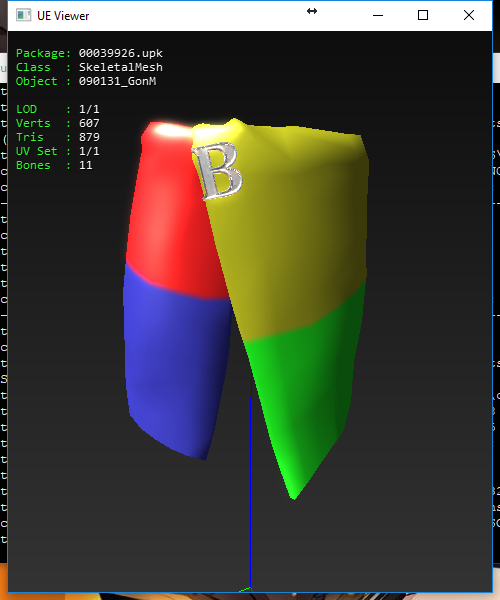 UE Viewer
Package: 00039926.upk
Class : SkeletalMesh
Object : 090131_GonM
LOD : 1/1
Verts : 607
Tris : 879
UV Set : 1/1
Bones : 11
B